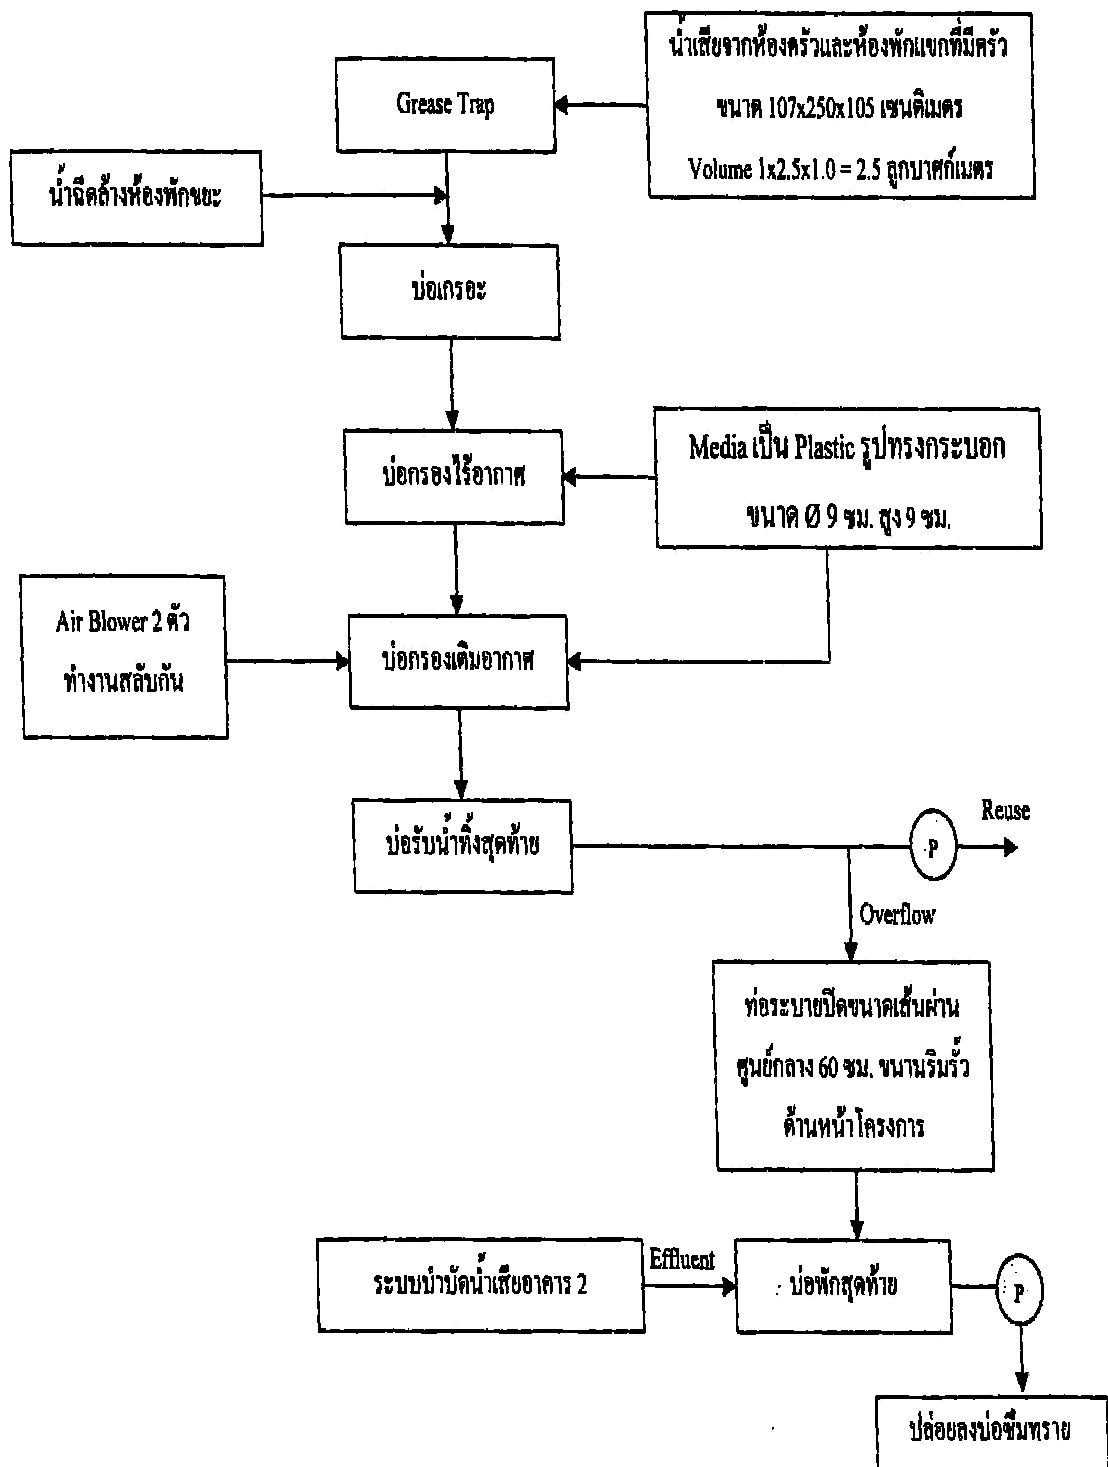 น้ำเสียจากห้องครัวและห้องพักแขกที่มีครัว
ขนาด 107x250x105 เซนติเมตร
Volume 1x2.5x1.0 = 2.5 ลูกบาศก์เมตร
Grease Trap
น้ำฉีดล้างห้องพักขยะ
บ่อเกรอะ
บ่อกรองไร้อากาศ
Media เป็น Plastic รูปทรงกระบอก
ขนาด Ø 9 ซม. สูง 9 ซม.
Air Blower 2 ตัว
ทำงานสลับกัน
บ่อกรองเติมอากาศ
บ่อรับน้ำทิ้งสุดท้าย
P
Reuse
Overflow
ท่อระบายปิดขนาดเส้นผ่าน
ศูนย์กลาง 60 ซม. ขนานริมรั้ว
ด้านหน้าโครงการ
ระบบบำบัดน้ำเสียอาคาร 2
Effluent
บ่อพักสุดท้าย
P
ปล่อยลงบ่อซึมทราย